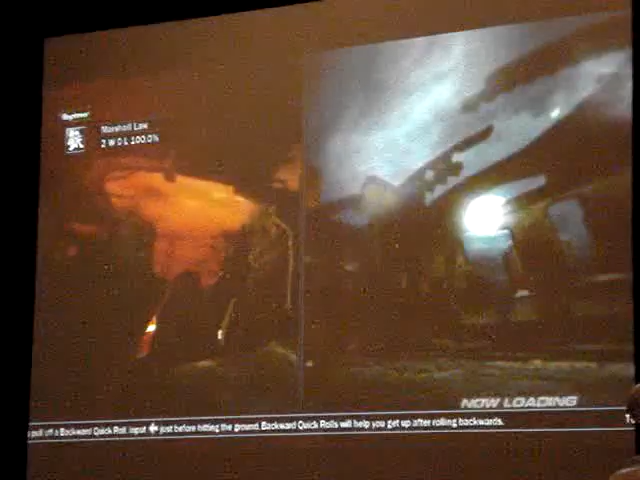 Beginner
Marshall Law
2 W 0 L 100.0%
NOW LOADING
pull off a Backward Quick Roll, input just before hitting the ground. Backward Quick Rolls will help you get up after rolling backwards.